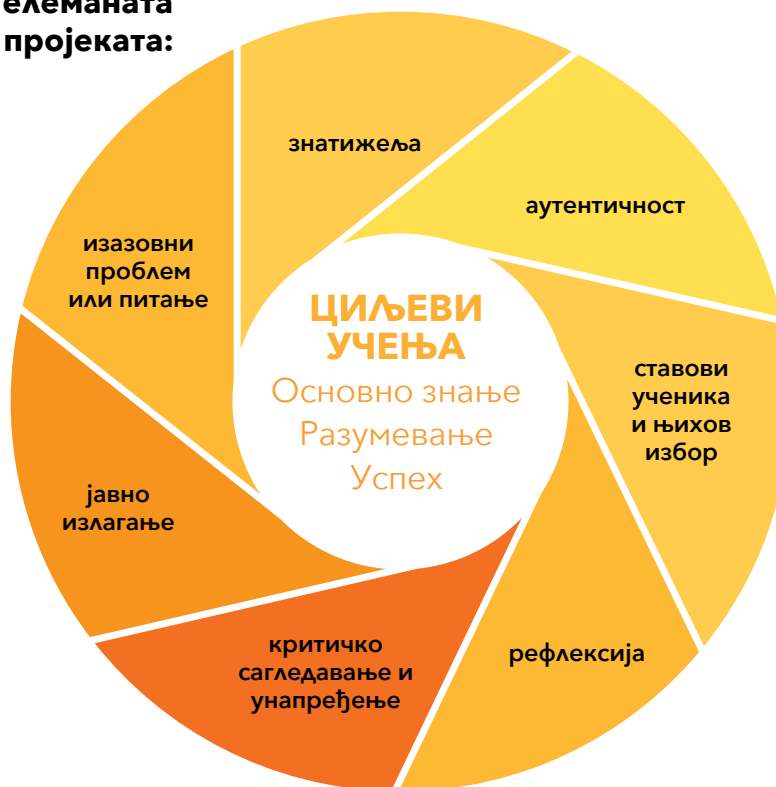 елеманата
пројеката:
знатижеља
аутентичност
изазовни
проблем
или питање
ЦИЉЕВИ
УЧЕЊА
Основно знање
Разумевање
Успех
ставови
ученика
и њихов
избор
јавно
излагање
критичко
сагледавање и
унапређење
рефлексија